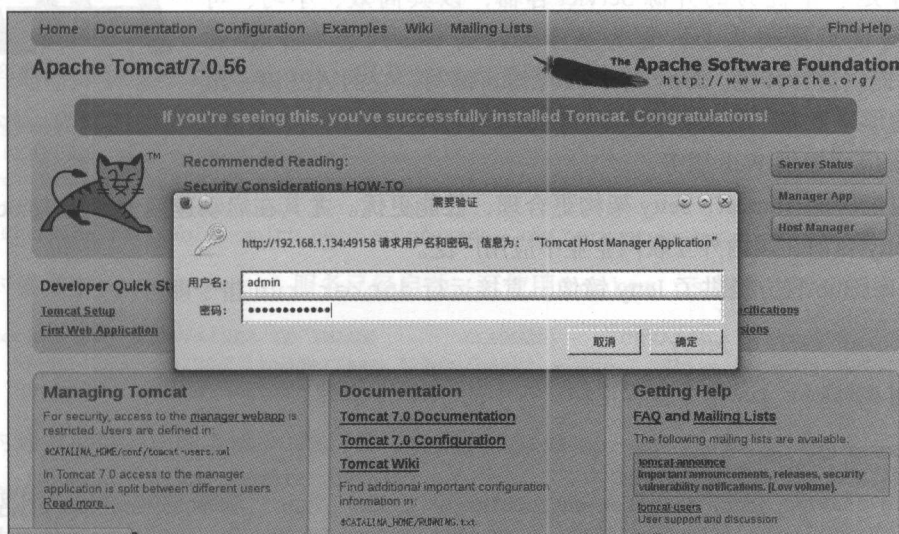 Home Documentation Configuration Examples Wiki Mailing Lists Find Help
Apache Tomcat/7.0.56
The Apache Software Foundation
http://www.apache.org/
If you're seeing this, you've successfully installed Tomcat. Congratulations!
TM
Recommended Reading:
Security Considerations HOW-TO
Server Status
Manager App
Host Manager
需要验证
http://192.168.1.134:49158 请求用户名和密码。信息为: “Tomcat Host Manager Application”
用户名: admin
密码: ••••••••••••
取消 确定
Developer Quick St
Tomcat Setup
First Web Application
Managing Tomcat
For security, access to the manager webapp is
restricted. Users are defined in:
$CATALINA_HOME/conf/tomcat-users.xml
In Tomcat 7.0 access to the manager
application is split between different users.
Read more...
Documentation
Tomcat 7.0 Documentation
Tomcat 7.0 Configuration
Tomcat Wiki
Find additional important configuration
information in:
$CATALINA_HOME/RUNNING.txt
Getting Help
FAQ and Mailing Lists
The following mailing lists are available:
tomcat-announce
Important announcements, releases, security
vulnerability notifications. (Low volume).
tomcat-users
User support and discussion